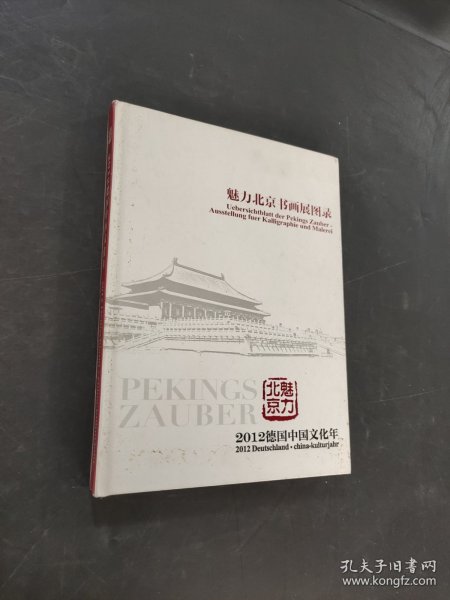 魅力北京书画展图录
Uebersichtblatt der Pekings Zauber -
Ausstellung fuer Kalligraphie und Malerei
PEKINGS
ZAUBER
魅力
北京
2012德国中国文化年
2012 Deutschland · china-kulturjahr
孔夫子旧书网
www.kongfz.com